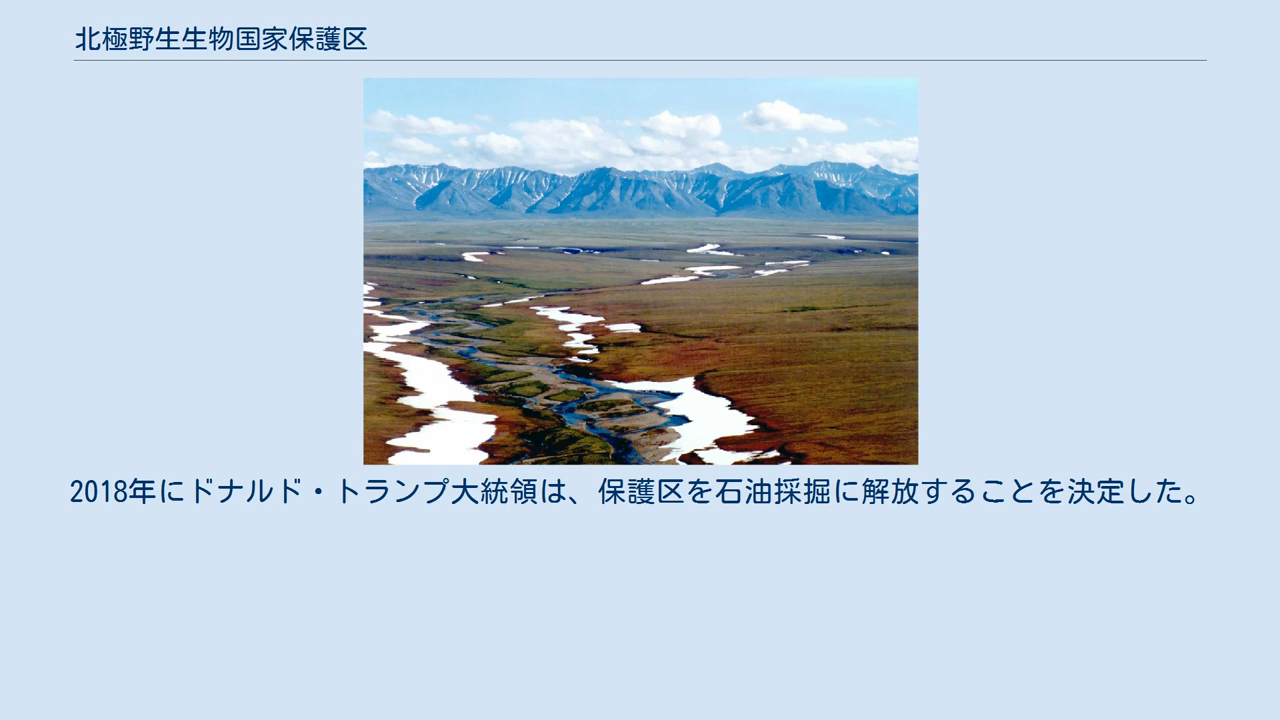 北極野生生物国家保護区
2018年にドナルド・トランプ大統領は、保護区を石油採掘に解放することを決定した。